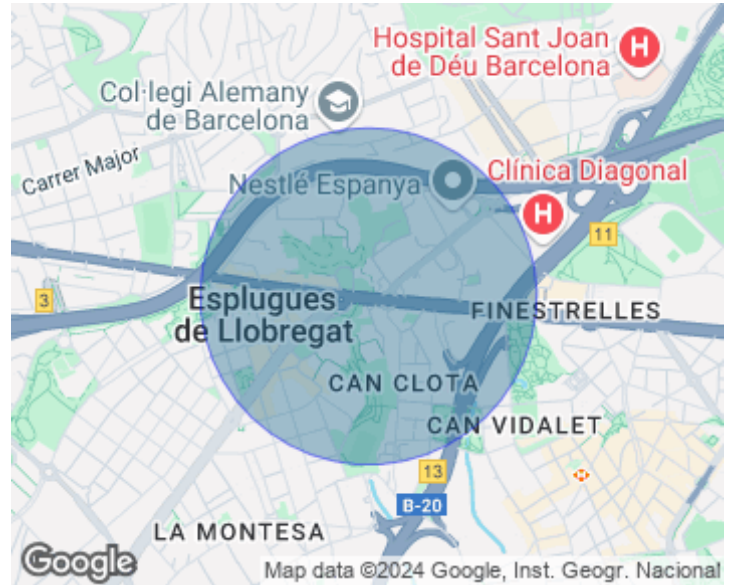 Hospital Sant Joan
de Déu Barcelona
H
Col·legi Alemany
de Barcelona
Carrer Major
Nestlé Espanya
Clínica Diagonal
H
11
3
Esplugues
de Llobregat
FINESTRELLES
CAN CLOTA
CAN VIDALET
13
B-20
LA MONTESA
Google
Map data ©2024 Google, Inst. Geogr. Nacional